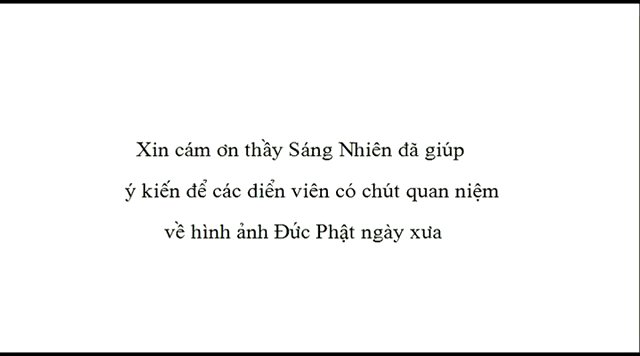 Xin cám ơn thầy Sáng Nhiên đã giúp
ý kiến để các diển viên có chút quan niệm
về hình ảnh Đức Phật ngày xưa